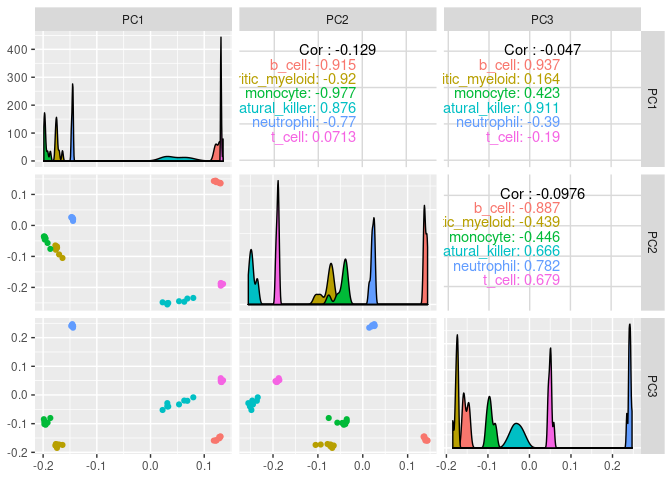 PC1 PC2 PC3
400
300
200
100
0
Cor : -0.129
b_cell: -0.915
itic_myeloid: -0.92
monocyte: -0.977
atural_killer: 0.876
neutrophil: -0.77
t_cell: 0.0713
Cor : -0.047
b_cell: 0.937
itic_myeloid: 0.164
monocyte: 0.423
atural_killer: 0.911
neutrophil: -0.39
t_cell: -0.19
PC1
0.1
0.0
-0.1
-0.2
Cor : -0.0976
b_cell: -0.887
tic_myeloid: -0.439
monocyte: -0.446
atural_killer: 0.666
neutrophil: 0.782
t_cell: 0.679
PC2
0.2
0.1
0.0
-0.1
-0.2
PC3
-0.2 -0.1 0.0 0.1 -0.2 -0.1 0.0 0.1 -0.2 -0.1 0.0 0.1 0.2